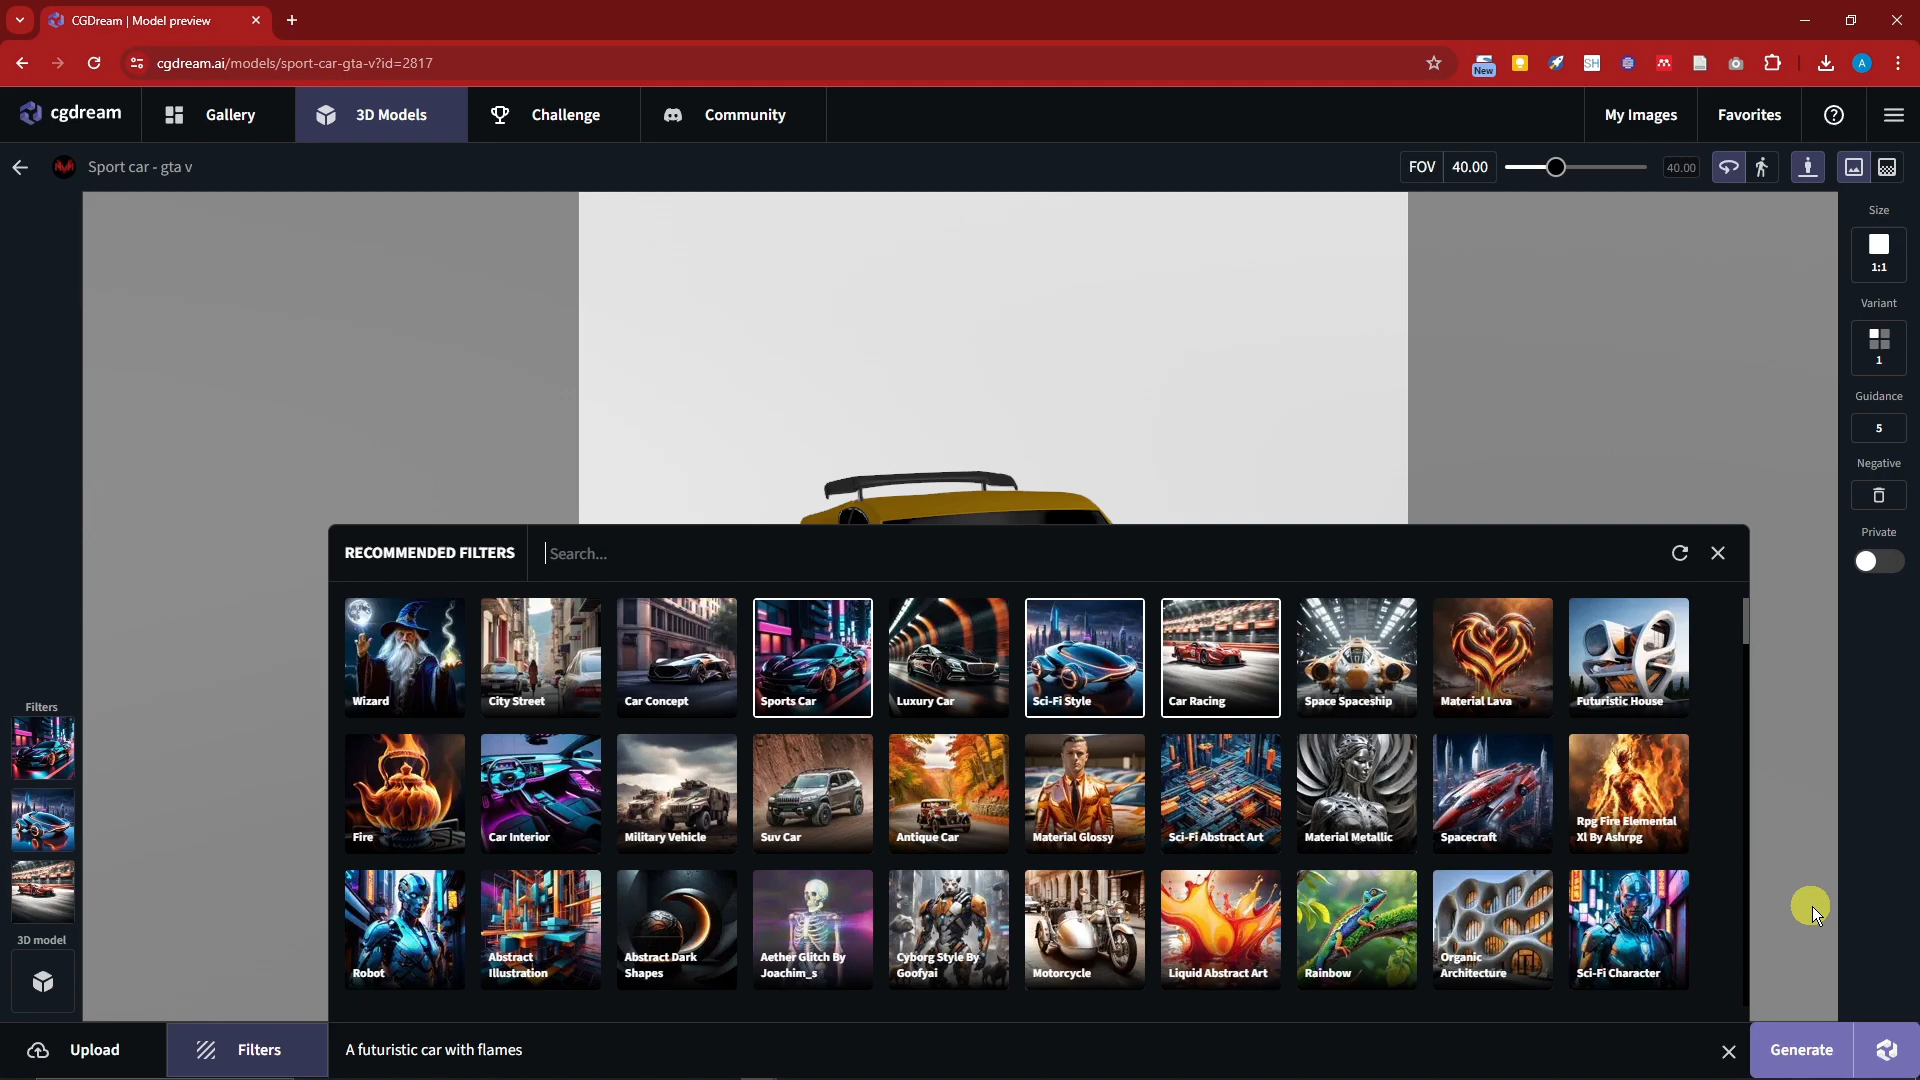 CGDream | Model preview
cgdream.ai/models/sport-car-gta-v?id=2817
SH
New
A
cgdream
Gallery
3D Models
Challenge
Community
My Images
Favorites
Sport car - gta v
FOV
40.00
40.00
Size
1:1
Variant
1
Guidance
5
Negative
Private
RECOMMENDED FILTERS
Search...
Wizard
City Street
Car Concept
Sports Car
Luxury Car
Sci-Fi Style
Car Racing
Space Spaceship
Material Lava
Futuristic House
Fire
Car Interior
Military Vehicle
Suv Car
Antique Car
Material Glossy
Sci-Fi Abstract Art
Material Metallic
Spacecraft
Rpg Fire Elemental
Xl By Ashrpg
Robot
Abstract
Illustration
Abstract Dark
Shapes
Aether Glitch By
Joachim_s
Cyborg Style By
Goofyai
Motorcycle
Liquid Abstract Art
Rainbow
Organic
Architecture
Sci-Fi Character
Filters
3D model
Upload
Filters
A futuristic car with flames
Generate